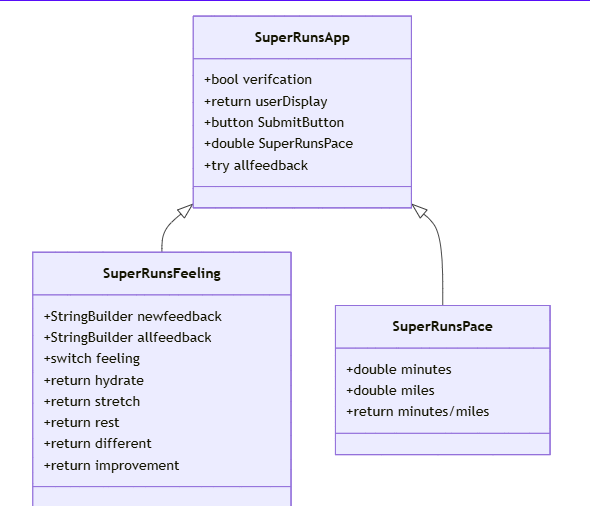 SuperRunsApp
+bool verifcation
+return userDisplay
+button SubmitButton
+double SuperRunsPace
+try allfeedback
SuperRunsFeeling
+StringBuilder newfeedback
+StringBuilder allfeedback
+switch feeling
+return hydrate
+return stretch
+return rest
+return different
+return improvement
SuperRunsPace
+double minutes
+double miles
+return minutes/miles